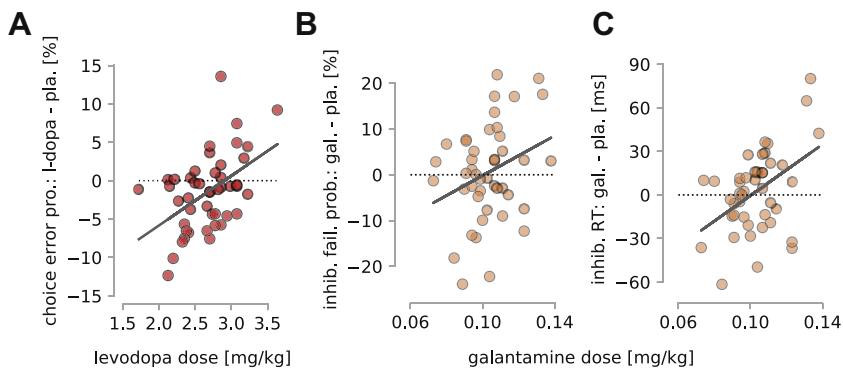 A
B
C
choice error pro.: l-dopa - pla. [%]
15
10
5
0
−5
−10
−15
1.5 2.0 2.5 3.0 3.5
levodopa dose [mg/kg]
inhib. fail. prob.: gal. - pla. [%]
20
10
0
−10
−20
0.06 0.10 0.14
inhib. RT: gal. - pla. [ms]
90
60
30
0
−30
−60
0.06 0.10 0.14
galantamine dose [mg/kg]